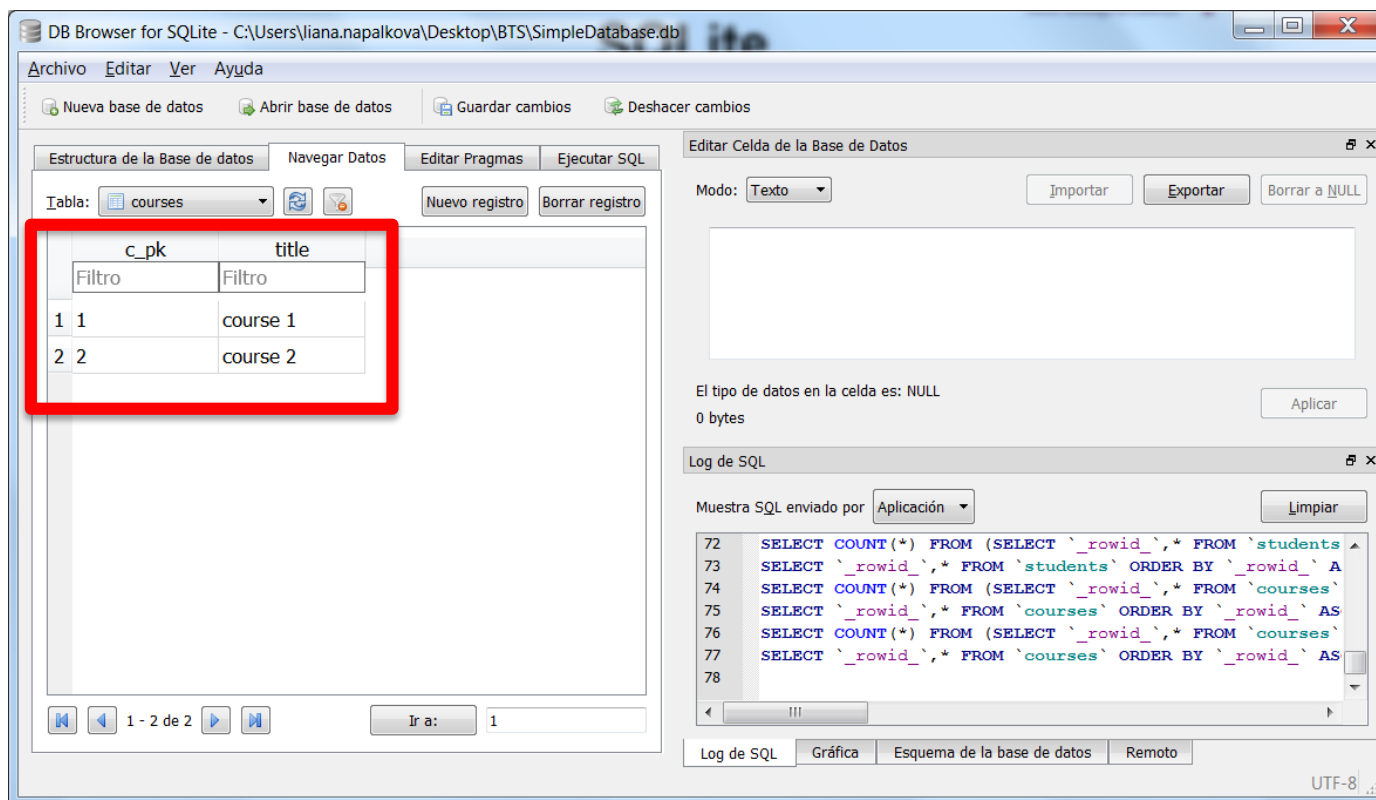 SQLite
DB Browser for SQLite - C:\Users\liana.napalkova\Desktop\BTS\SimpleDatabase.db
Archivo Editar Ver Ayuda
Nueva base de datos Abrir base de datos Guardar cambios Deshacer cambios
Estructura de la Base de datos Navegar Datos Editar Pragmas Ejecutar SQL
Tabla: courses Nuevo registro Borrar registro
c_pk title
Filtro Filtro
1 1 course 1
2 2 course 2
1 - 2 de 2 Ir a: 1
Editar Celda de la Base de Datos
Modo: Texto Importar Exportar Borrar a NULL
El tipo de datos en la celda es: NULL
0 bytes
Aplicar
Log de SQL
Muestra SQL enviado por Aplicación Limpiar
72 SELECT COUNT(*) FROM (SELECT `_rowid_`,* FROM `students
73 SELECT `_rowid_`,* FROM `students` ORDER BY `_rowid_` A
74 SELECT COUNT(*) FROM (SELECT `_rowid_`,* FROM `courses`
75 SELECT `_rowid_`,* FROM `courses` ORDER BY `_rowid_` AS
76 SELECT COUNT(*) FROM (SELECT `_rowid_`,* FROM `courses`
77 SELECT `_rowid_`,* FROM `courses` ORDER BY `_rowid_` AS
78
Log de SQL Gráfica Esquema de la base de datos Remoto
UTF-8